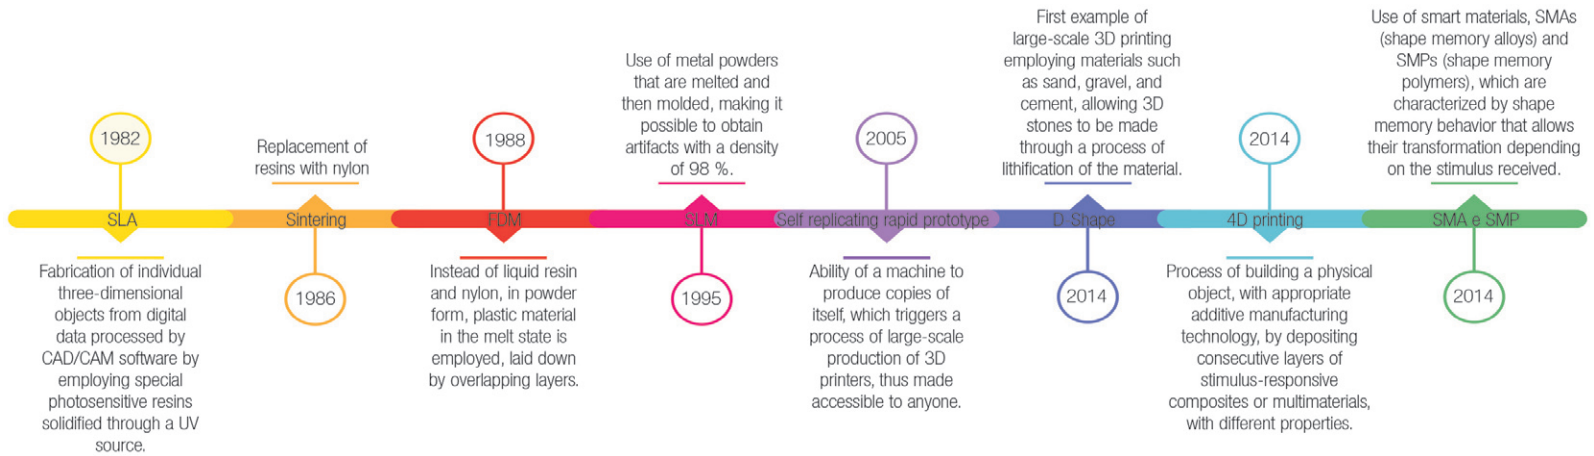 1982
SLA
Fabrication of individual
three-dimensional
objects from digital
data processed by
CAD/CAM software by
employing special
photosensitive resins
solidified through a UV
source.
Replacement of
resins with nylon
Sintering
1986
1988
FDM
Instead of liquid resin
and nylon, in powder
form, plastic material
in the melt state is
employed, laid down
by overlapping layers.
Use of metal powders
that are melted and
then molded, making it
possible to obtain
artifacts with a density
of 98 %.
SLM
1995
2005
Self replicating rapid prototype
Ability of a machine to
produce copies of
itself, which triggers a
process of large-scale
production of 3D
printers, thus made
accessible to anyone.
First example of
large-scale 3D printing
employing materials such
as sand, gravel, and
cement, allowing 3D
stones to be made
through a process of
lithification of the material.
D-Shape
2014
2014
4D printing
Process of building a physical
object, with appropriate
additive manufacturing
technology, by depositing
consecutive layers of
stimulus-responsive
composites or multimaterials,
with different properties.
Use of smart materials, SMAs
(shape memory alloys) and
SMPs (shape memory
polymers), which are
characterized by shape
memory behavior that allows
their transformation depending
on the stimulus received.
SMA e SMP
2014